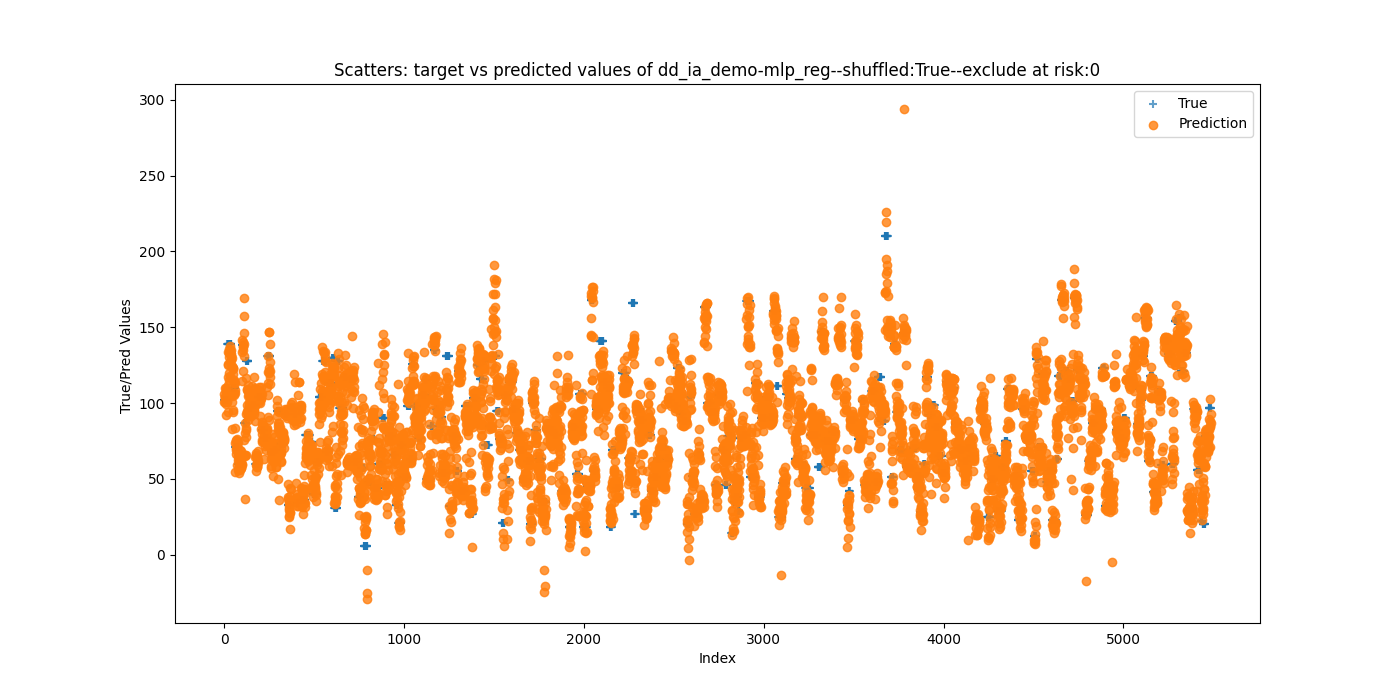 Scatters: target vs predicted values of dd_ia_demo-mlp_reg--shuffled:True--exclude at risk:0
True
Prediction
True/Pred Values
300
250
200
150
100
50
0
0 1000 2000 3000 4000 5000
Index